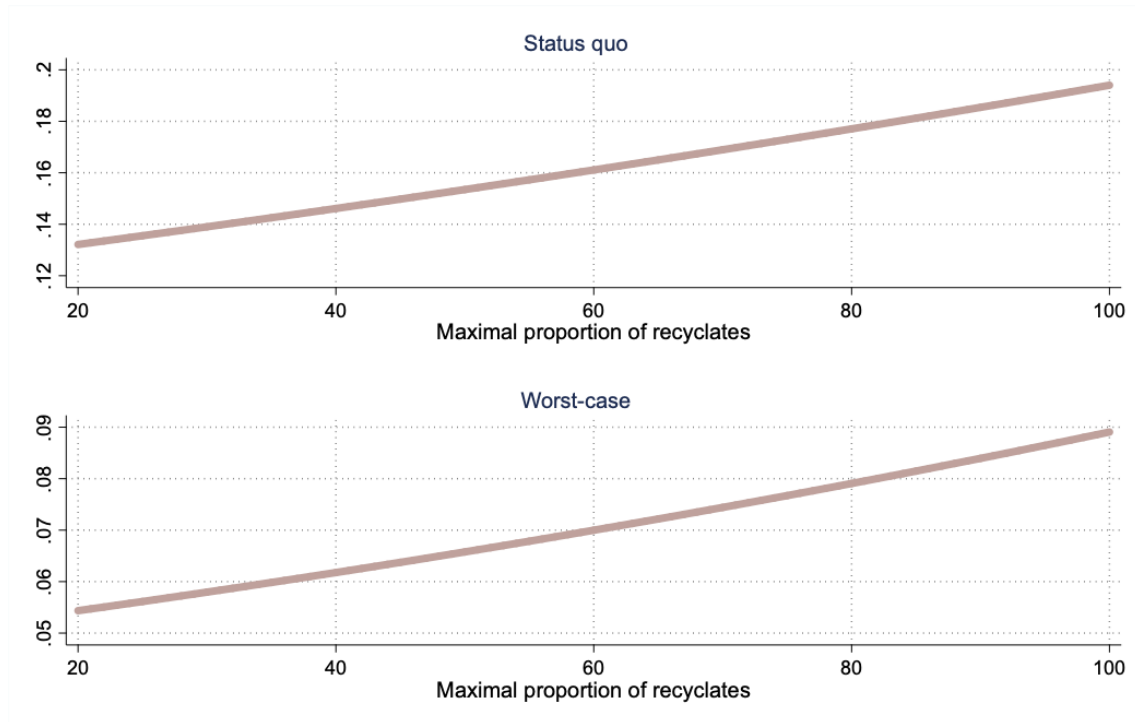 Status quo
.2
.18
.16
.14
.12
20 40 60 80 100
Maximal proportion of recyclates
Worst-case
.09
.08
.07
.06
.05
20 40 60 80 100
Maximal proportion of recyclates